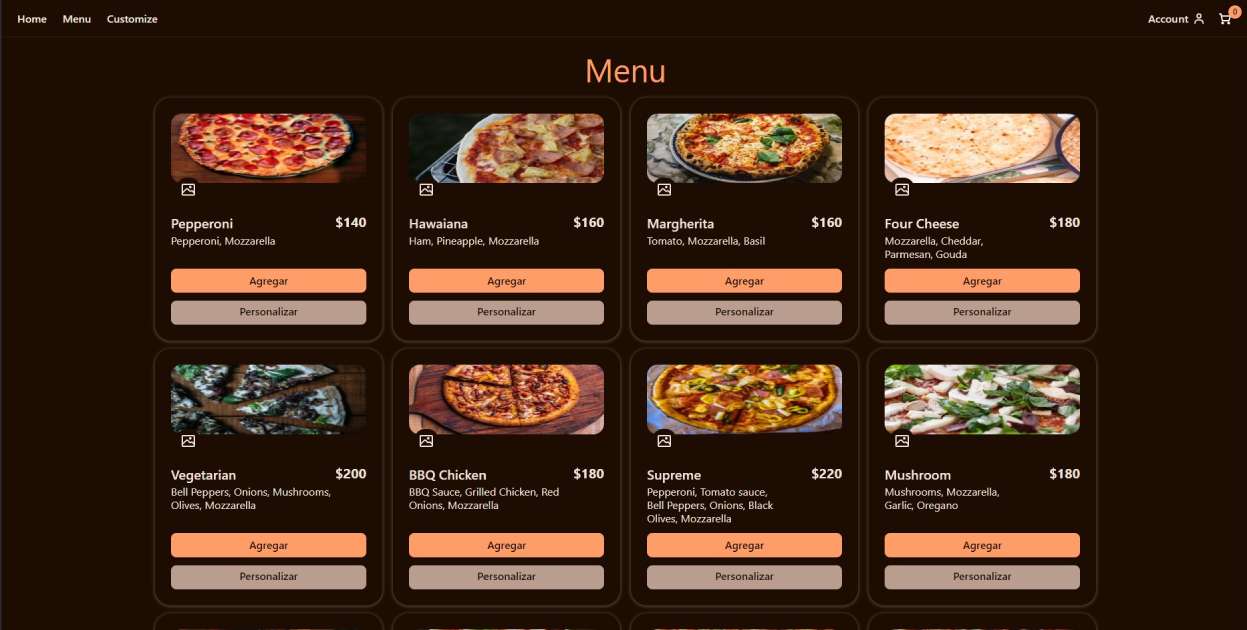 Home Menu Customize Account 0
Menu
Pepperoni $140
Pepperoni, Mozzarella
Agregar
Personalizar
Hawaiana $160
Ham, Pineapple, Mozzarella
Agregar
Personalizar
Margherita $160
Tomato, Mozzarella, Basil
Agregar
Personalizar
Four Cheese $180
Mozzarella, Cheddar,
Parmesan, Gouda
Agregar
Personalizar
Vegetarian $200
Bell Peppers, Onions, Mushrooms,
Olives, Mozzarella
Agregar
Personalizar
BBQ Chicken $180
BBQ Sauce, Grilled Chicken, Red
Onions, Mozzarella
Agregar
Personalizar
Supreme $220
Pepperoni, Tomato sauce,
Bell Peppers, Onions, Black
Olives, Mozzarella
Agregar
Personalizar
Mushroom $180
Mushrooms, Mozzarella,
Garlic, Oregano
Agregar
Personalizar